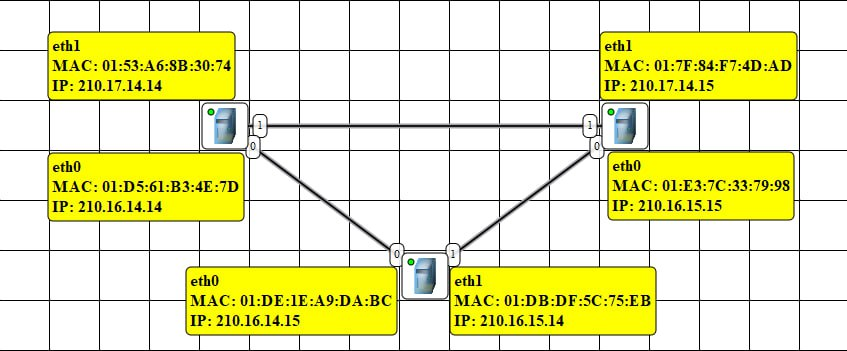 eth1
MAC: 01:53:A6:8B:30:74
IP: 210.17.14.14
eth1
MAC: 01:7F:84:F7:4D:AD
IP: 210.17.14.15
1
1
0
0
eth0
MAC: 01:D5:61:B3:4E:7D
IP: 210.16.14.14
eth0
MAC: 01:E3:7C:33:79:98
IP: 210.16.15.15
0
1
eth0
MAC: 01:DE:1E:A9:DA:BC
IP: 210.16.14.15
eth1
MAC: 01:DB:DF:5C:75:EB
IP: 210.16.15.14